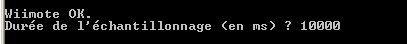 Wiimote OK.
Durée de l'échantillonnage (en ms) ? 10000